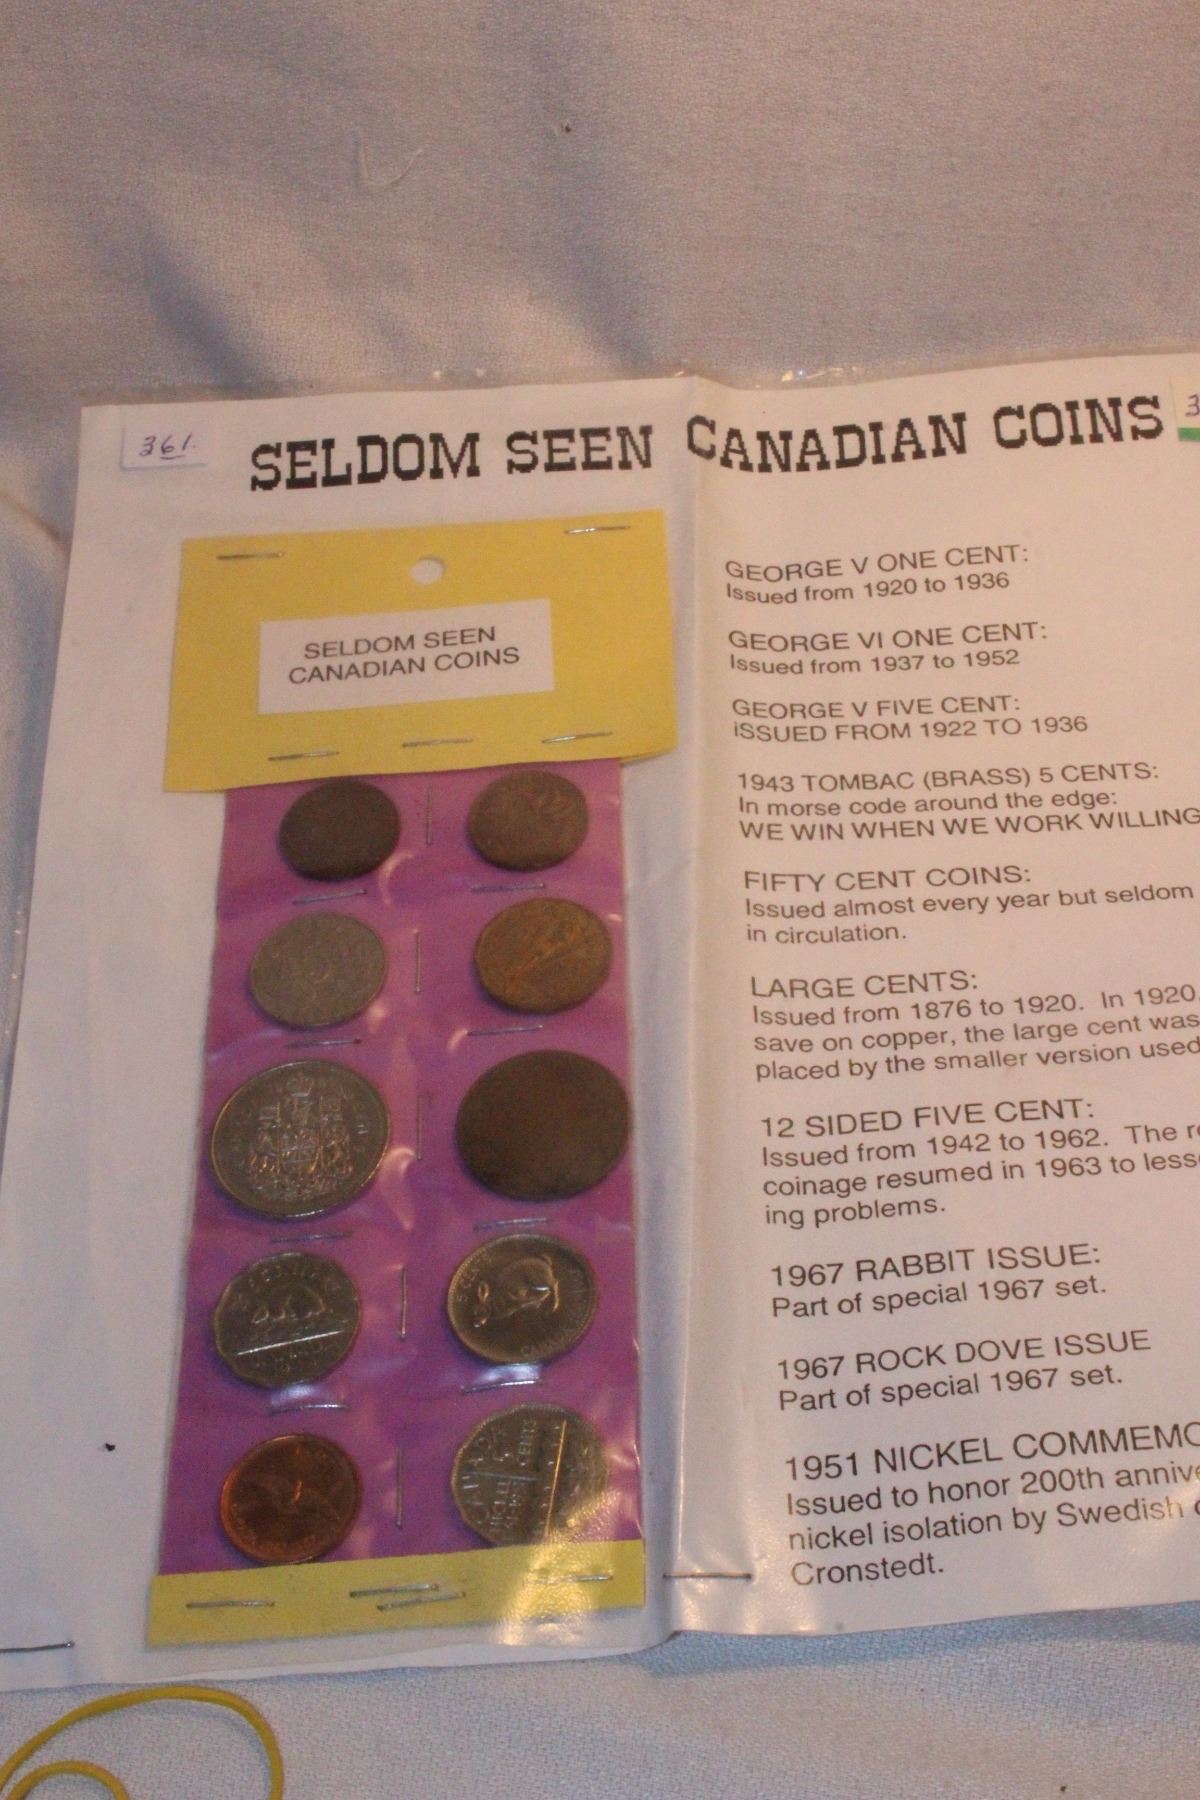 361.
SELDOM SEEN CANADIAN COINS
3
SELDOM SEEN
CANADIAN COINS
GEORGE V ONE CENT:
Issued from 1920 to 1936
GEORGE VI ONE CENT:
Issued from 1937 to 1952
GEORGE V FIVE CENT:
iSSUED FROM 1922 TO 1936
1943 TOMBAC (BRASS) 5 CENTS:
In morse code around the edge:
WE WIN WHEN WE WORK WILLING
FIFTY CENT COINS:
Issued almost every year but seldom
in circulation.
LARGE CENTS:
Issued from 1876 to 1920. In 1920,
save on copper, the large cent was
placed by the smaller version used
12 SIDED FIVE CENT:
Issued from 1942 to 1962. The
coinage resumed in 1963 to
ing problems.
1967 RABBIT ISSUE:
Part of special 1967 set.
1967 ROCK DOVE ISSUE
Part of special 1967 set.
1951 NICKEL
Issued to honor 200th
nickel isolation by Swedish
Cronstedt.
5 CENTS
CANADA
5
CENTS